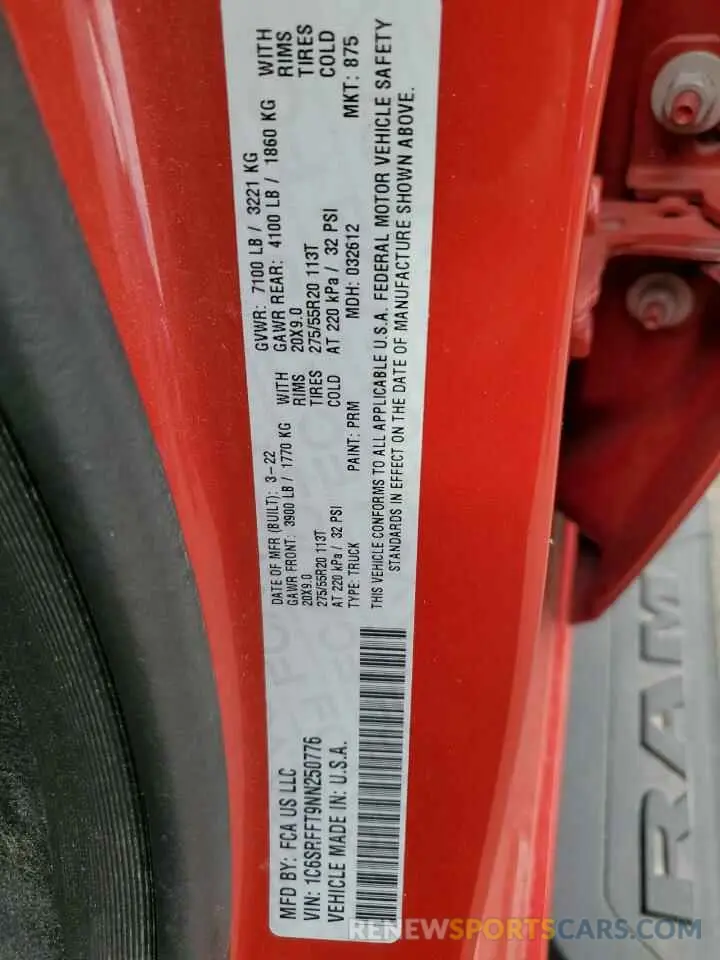 MFD BY: FCA US LLC
DATE OF MFR (BUILT): 3-22
GVWR: 7100 LB / 3221 KG
GAWR FRONT: 3900 LB / 1770 KG
WITH
GAWR REAR: 4100 LB / 1860 KG
WITH
20X9.0
RIMS
20X9.0
RIMS
275/55R20 113T
TIRES
275/55R20 113T
TIRES
AT 220 kPa / 32 PSI
COLD
AT 220 kPa / 32 PSI
COLD
VIN: 1C6SRFFT9NN250776
TYPE: TRUCK
PAINT: PRM
MDH: 032612
MKT: 875
VEHICLE MADE IN: U.S.A.
THIS VEHICLE CONFORMS TO ALL APPLICABLE U.S.A. FEDERAL MOTOR VEHICLE SAFETY
STANDARDS IN EFFECT ON THE DATE OF MANUFACTURE SHOWN ABOVE.
RAM
RENEWSPORTSCARS.COM